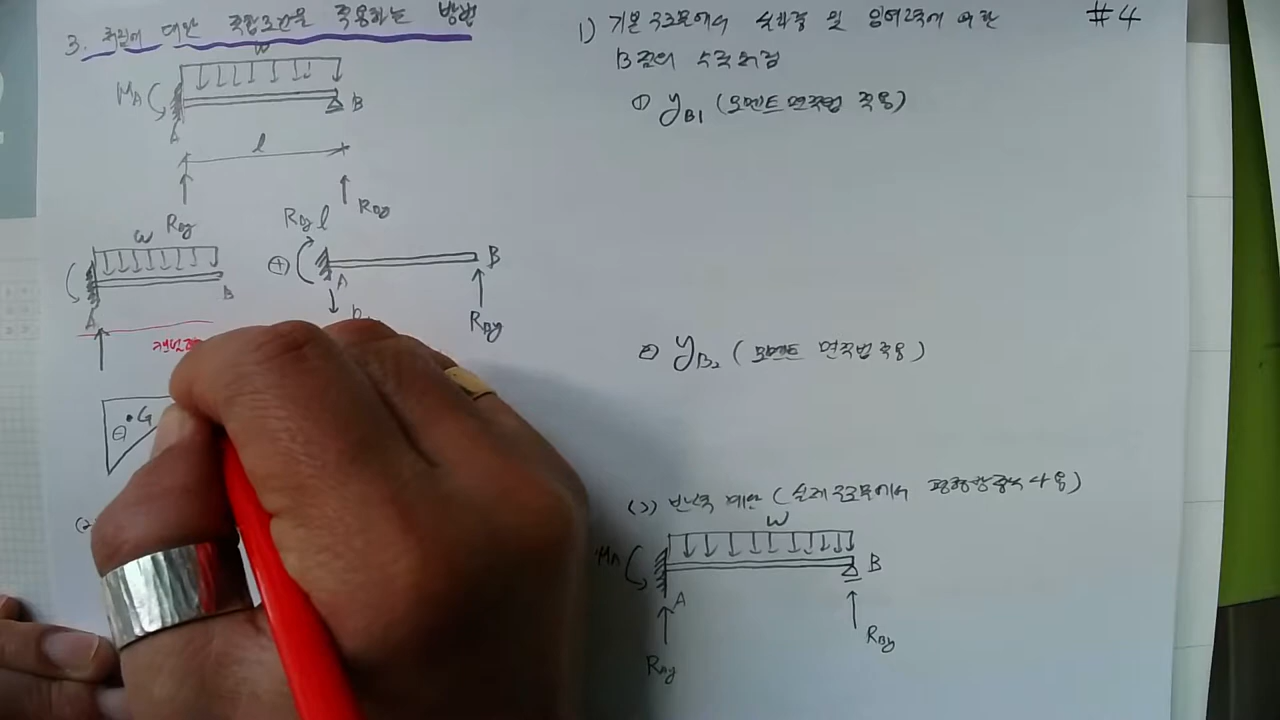 3. 처짐에 대한 적합조건을 적용하는 방법
w
M_A
B
A
l
R_By
w
B
A
R_By l
⊕
A
B
R_By
G
⊖
(2
#4
1) 기본구조물에서 실하중 및 잉여력에 의한
B점의 수직처짐
① y_B1 (모멘트 면적법 적용)
② y_B2 (모멘트 면적법 적용)
(3) 반력 계산 (실제 구조물에서 평형방정식 사용)
w
M_A
B
A
R_Ay
R_By